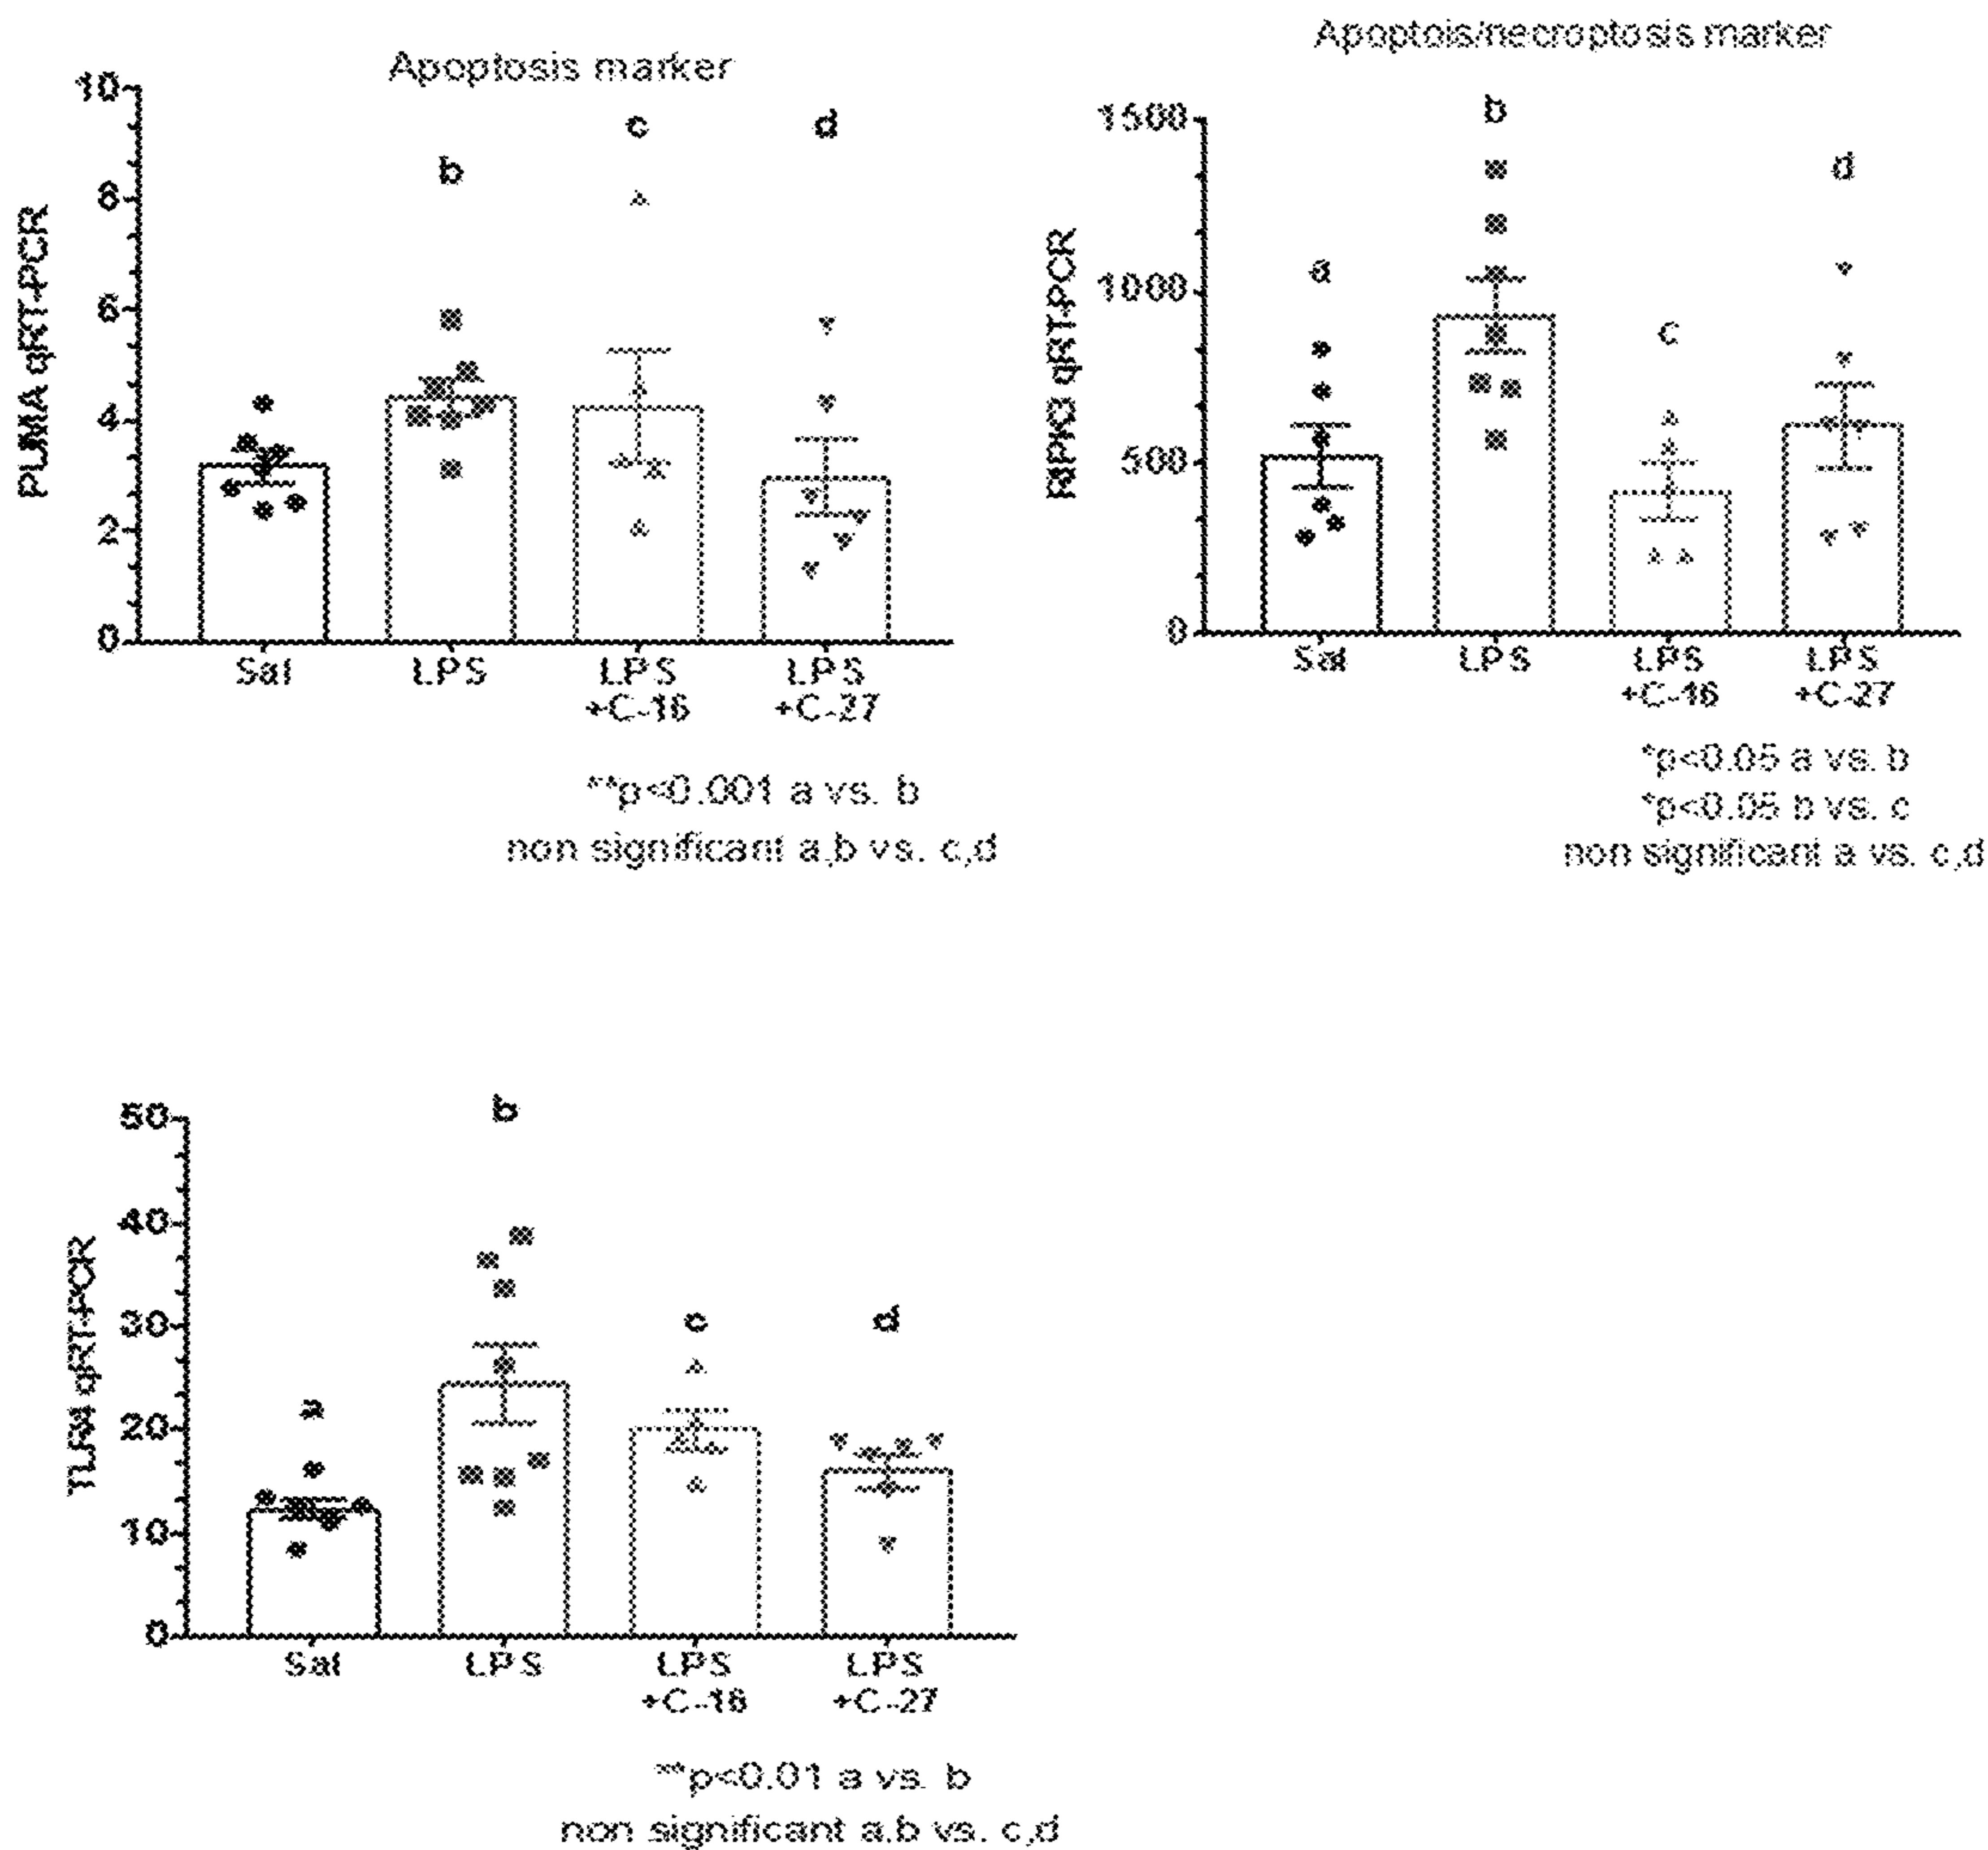 Apoptosis marker
PUMA qRT-PCR
10
8
6
4
2
0
b
c
d
Sal
LPS
LPS
+C-16
LPS
+C-27
**p<0.001 a vs. b
non significant a,b vs. c,d
Apoptois/necroptosis marker
RIPK3 qRT-PCR
1500
1000
500
0
a
b
c
d
Sal
LPS
LPS
+C-16
LPS
+C-27
*p<0.05 a vs. b
*p<0.05 b vs. c
non significant a vs. c,d
TLR4 qRT-PCR
50
40
30
20
10
0
a
b
c
d
Sal
LPS
LPS
+C-16
LPS
+C-27
**p<0.01 a vs. b
non significant a,b vs. c,d